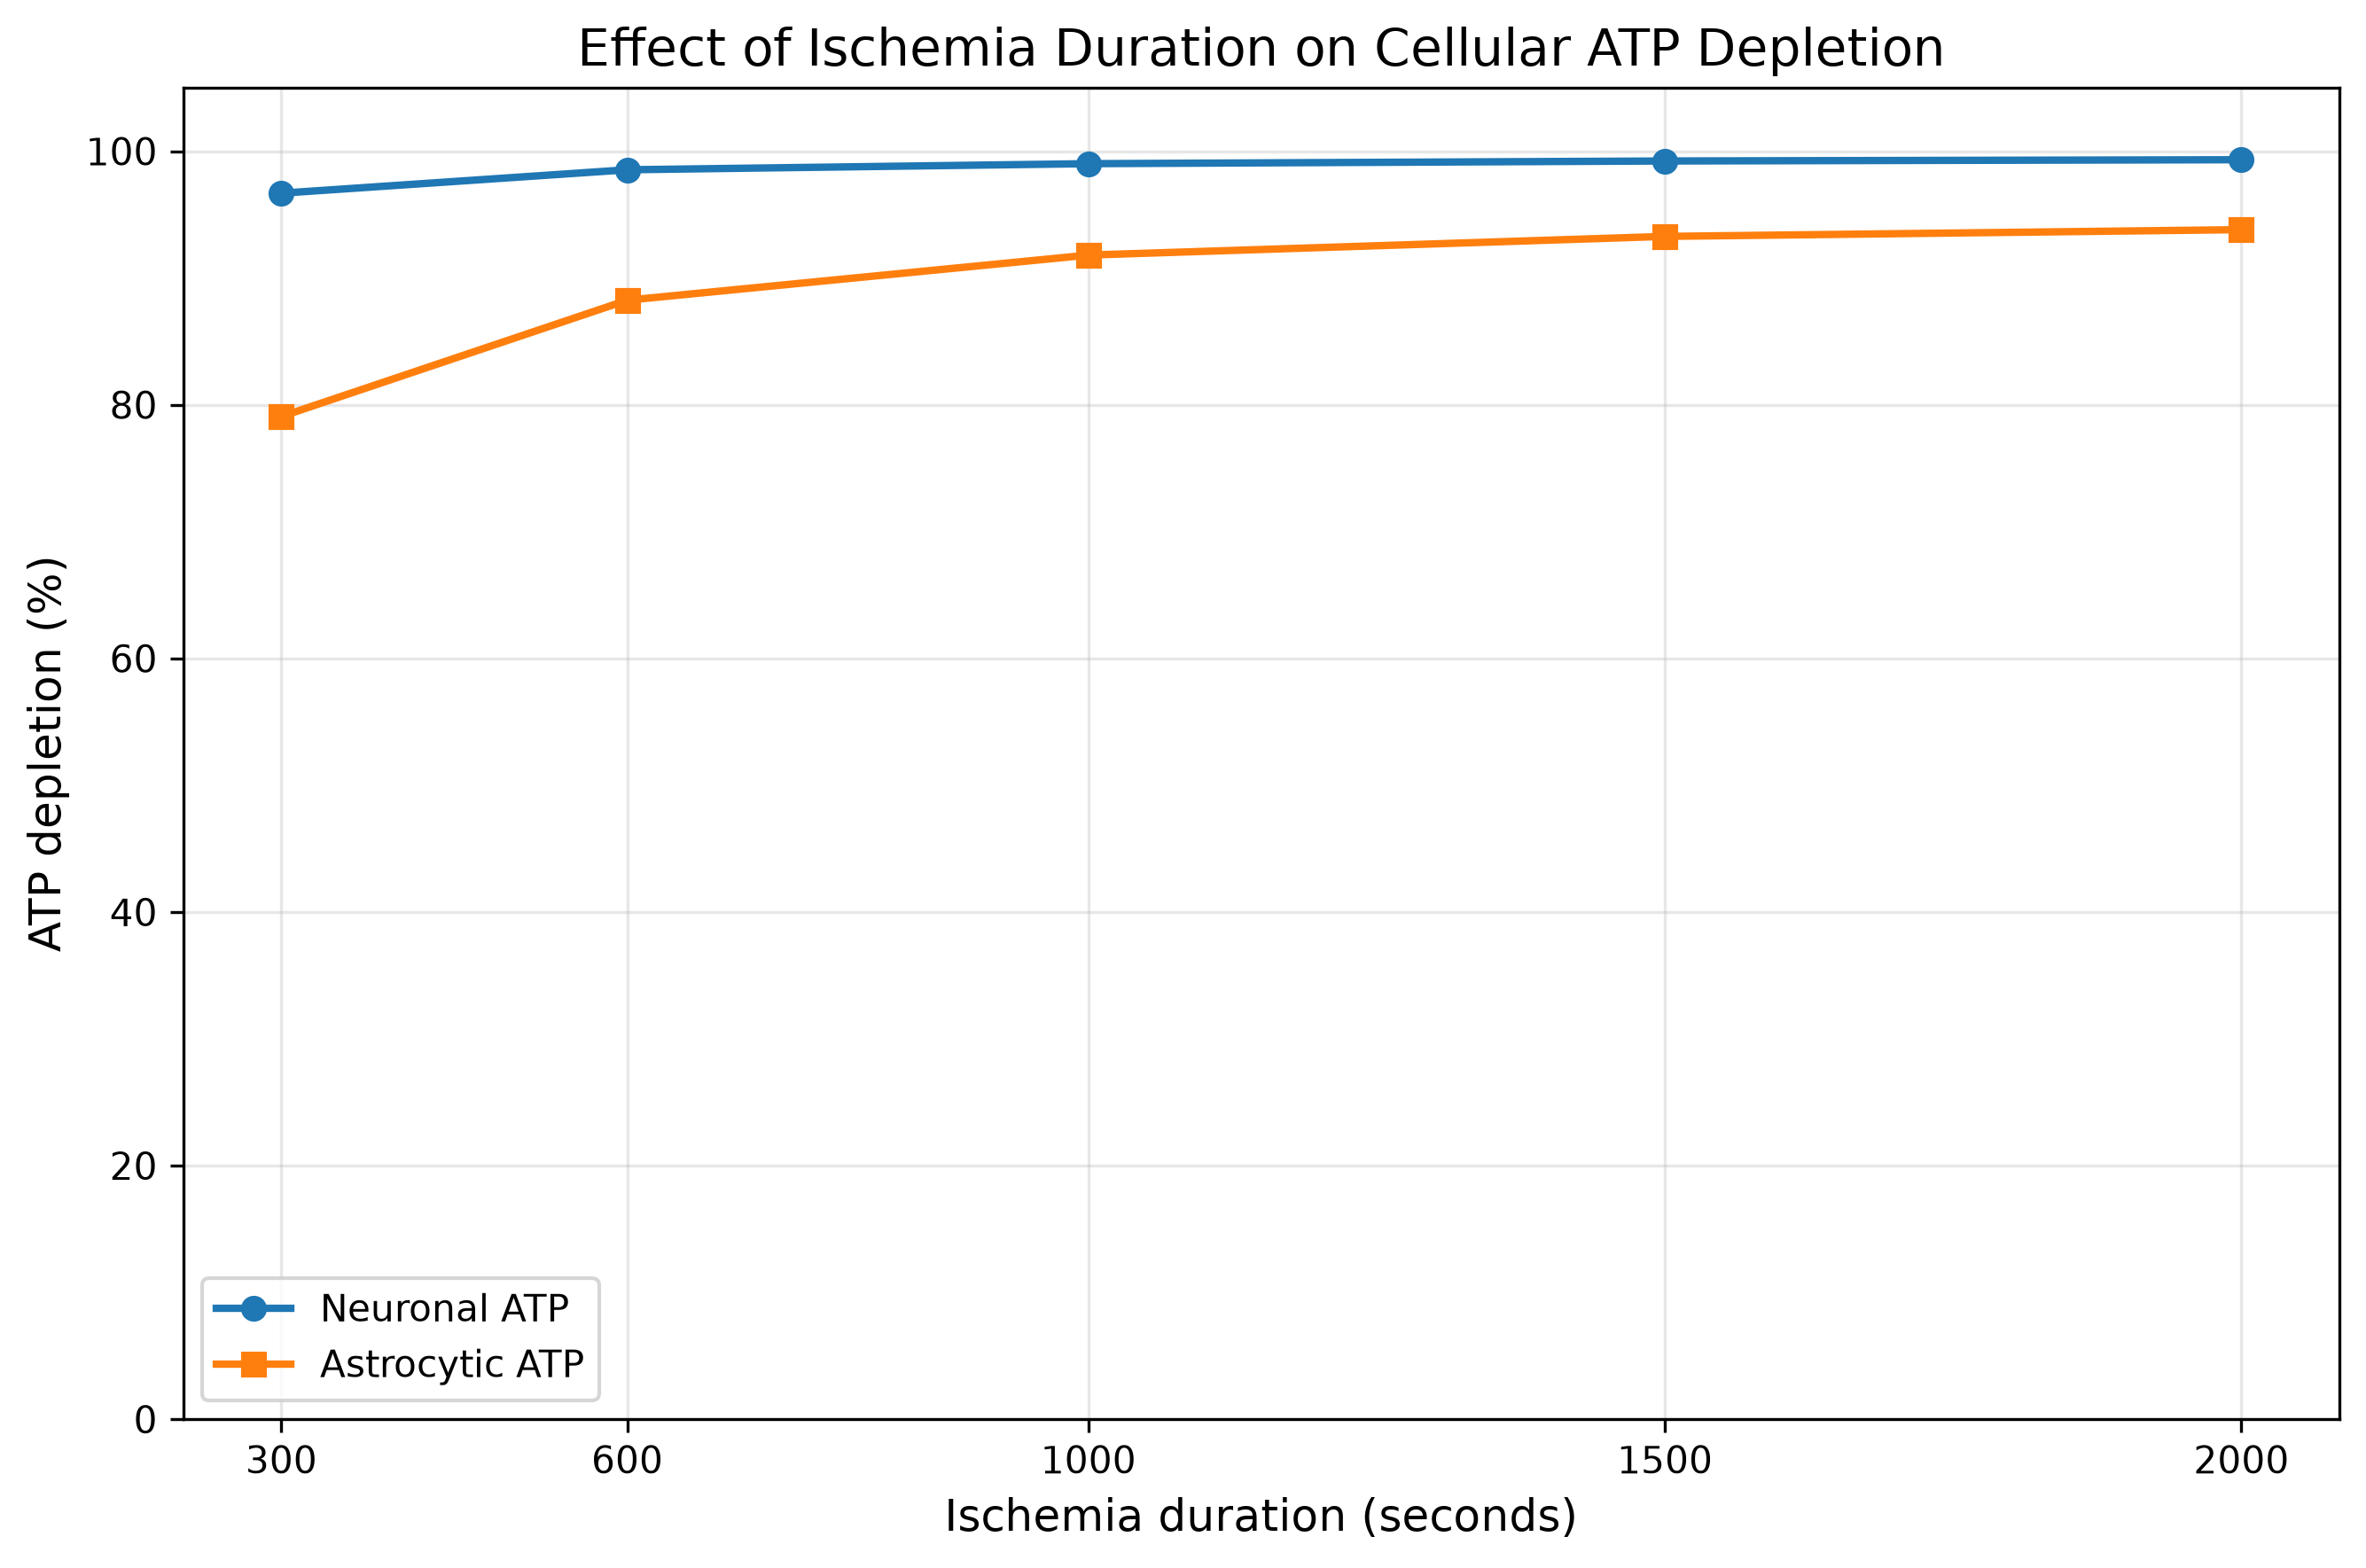 Effect of Ischemia Duration on Cellular ATP Depletion
ATP depletion (%)
100
80
60
40
20
0
Neuronal ATP
Astrocytic ATP
300 600 1000 1500 2000
Ischemia duration (seconds)